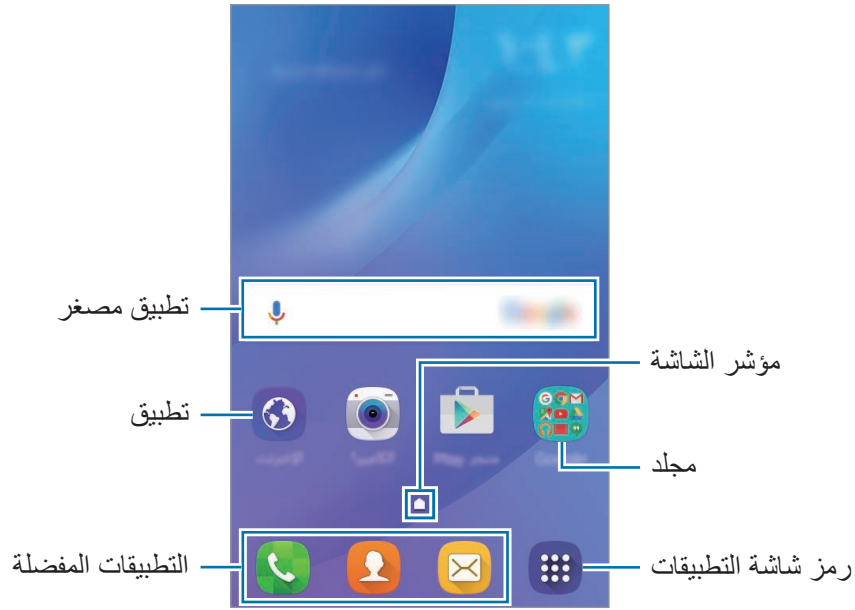 تطبيق مصغر
مؤشر الشاشة
تطبيق
مجلد
التطبيقات المفضلة
رمز شاشة التطبيقات